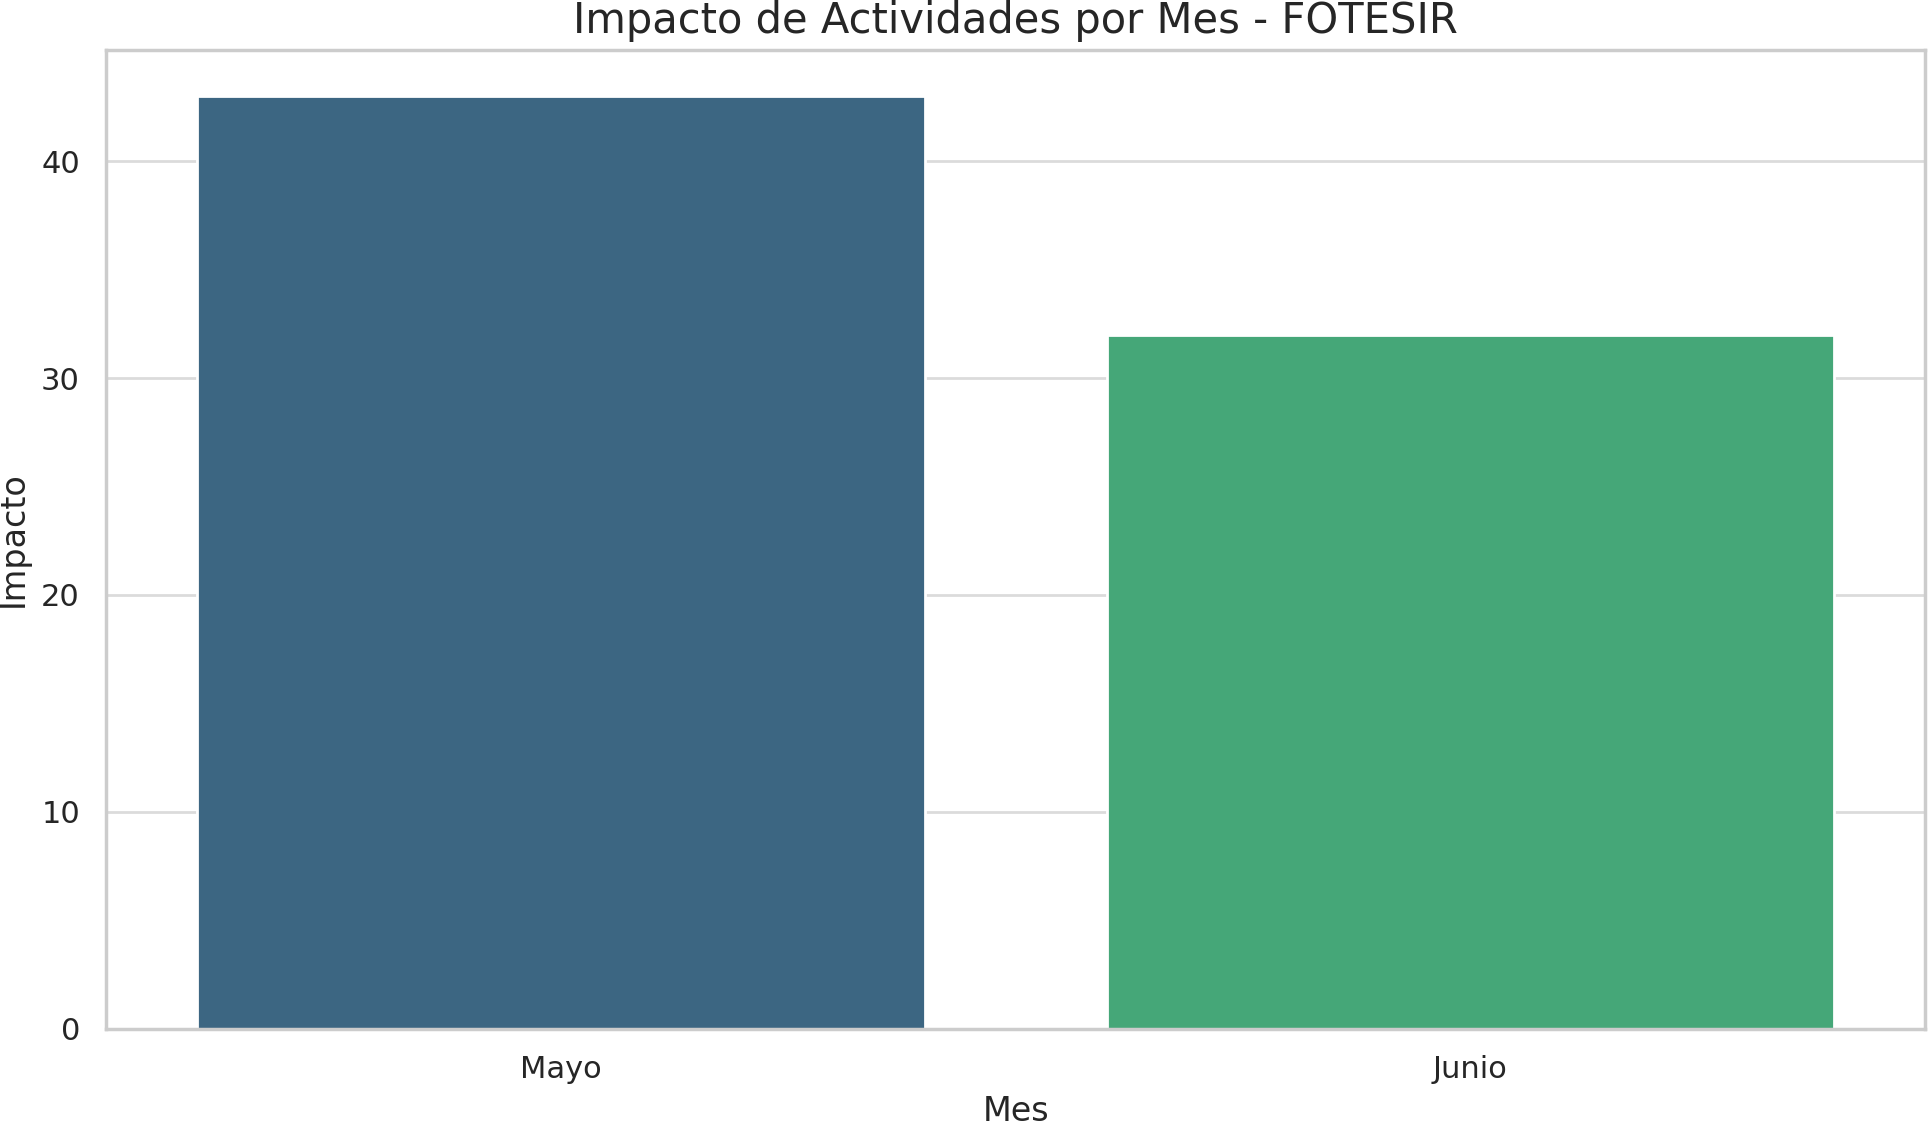 Impacto de Actividades por Mes - FOTESIR
Impacto
40
30
20
10
0
Mayo
Junio
Mes